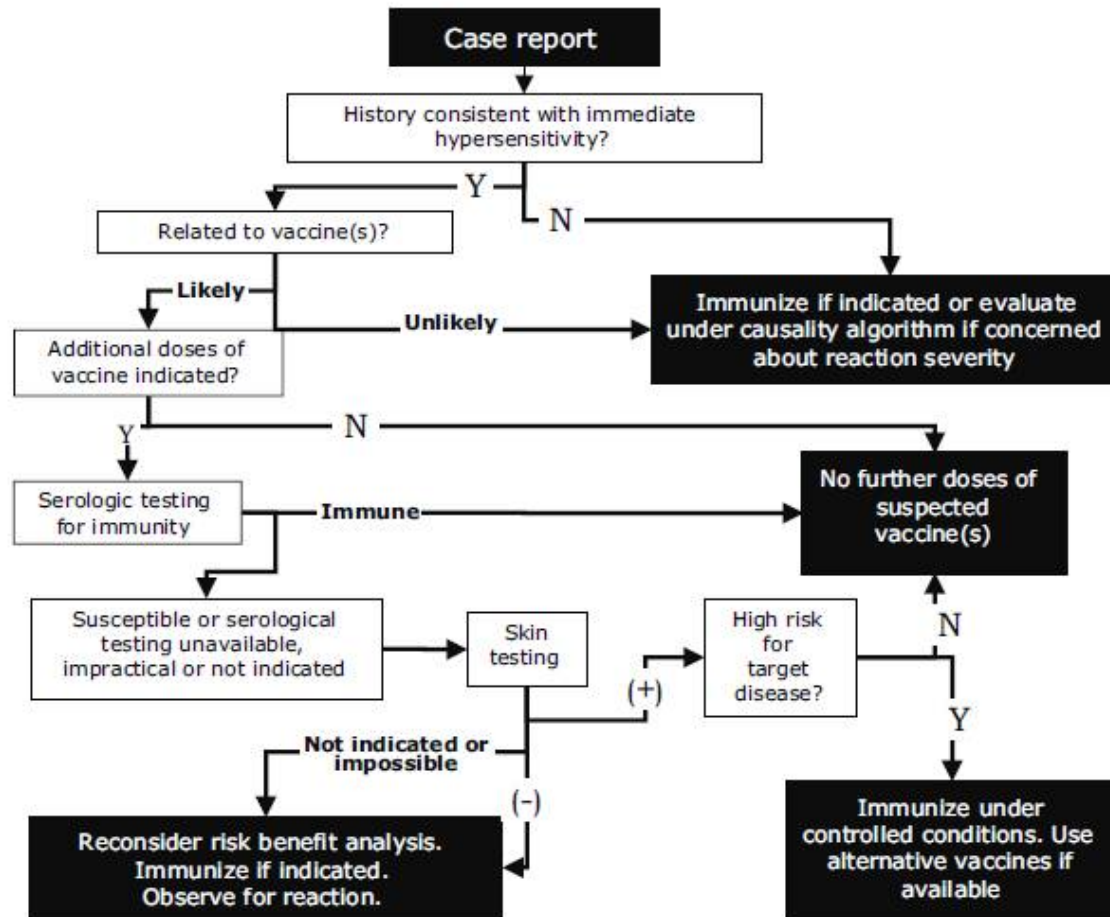 Case report
History consistent with immediate
hypersensitivity?
Y
N
Related to vaccine(s)?
Likely
Unlikely
Immunize if indicated or evaluate
under causality algorithm if concerned
about reaction severity
Additional doses of
vaccine indicated?
Y
N
No further doses of
suspected
vaccine(s)
Serologic testing
for immunity
Immune
Susceptible or serological
testing unavailable,
impractical or not indicated
Skin
testing
High risk
for
target
disease?
(+)
N
Y
Not indicated or
impossible
(–)
Reconsider risk benefit analysis.
Immunize if indicated.
Observe for reaction.
Immunize under
controlled conditions. Use
alternative vaccines if
available